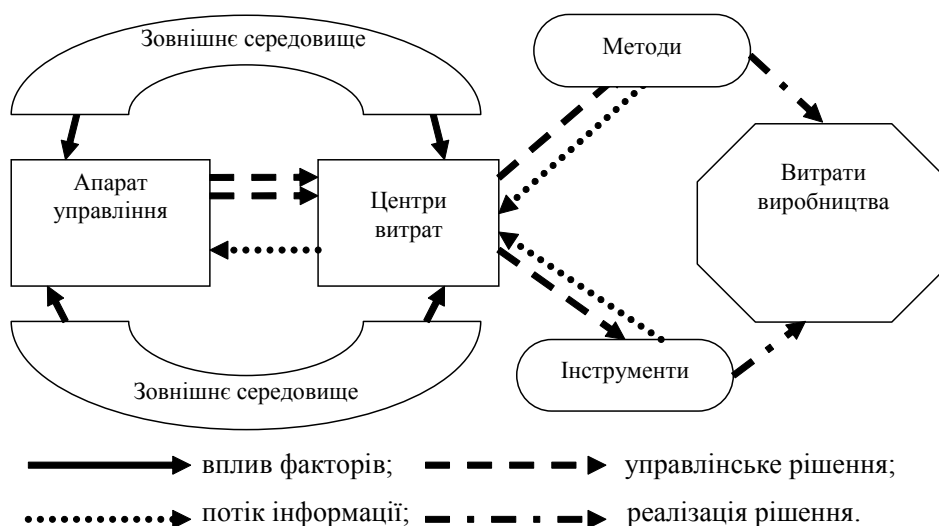 Зовнішнє середовище
Методи
Апарат
управління
Центри
витрат
Витрати
виробництва
Зовнішнє середовище
Інструменти
вплив факторів;
управлінське рішення;
потік інформації;
реалізація рішення.